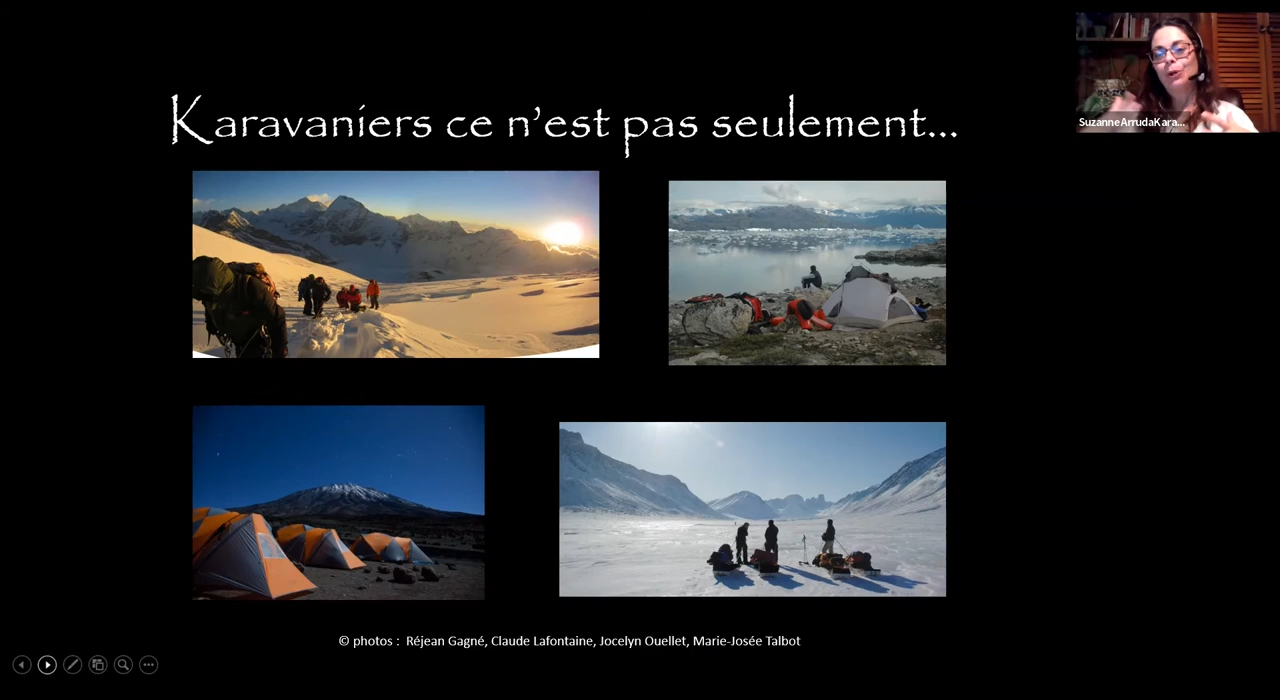 Karavaniers ce n’est pas seulement...
SuzanneArrudaKara...
© photos : Réjean Gagné, Claude Lafontaine, Jocelyn Ouellet, Marie-Josée Talbot